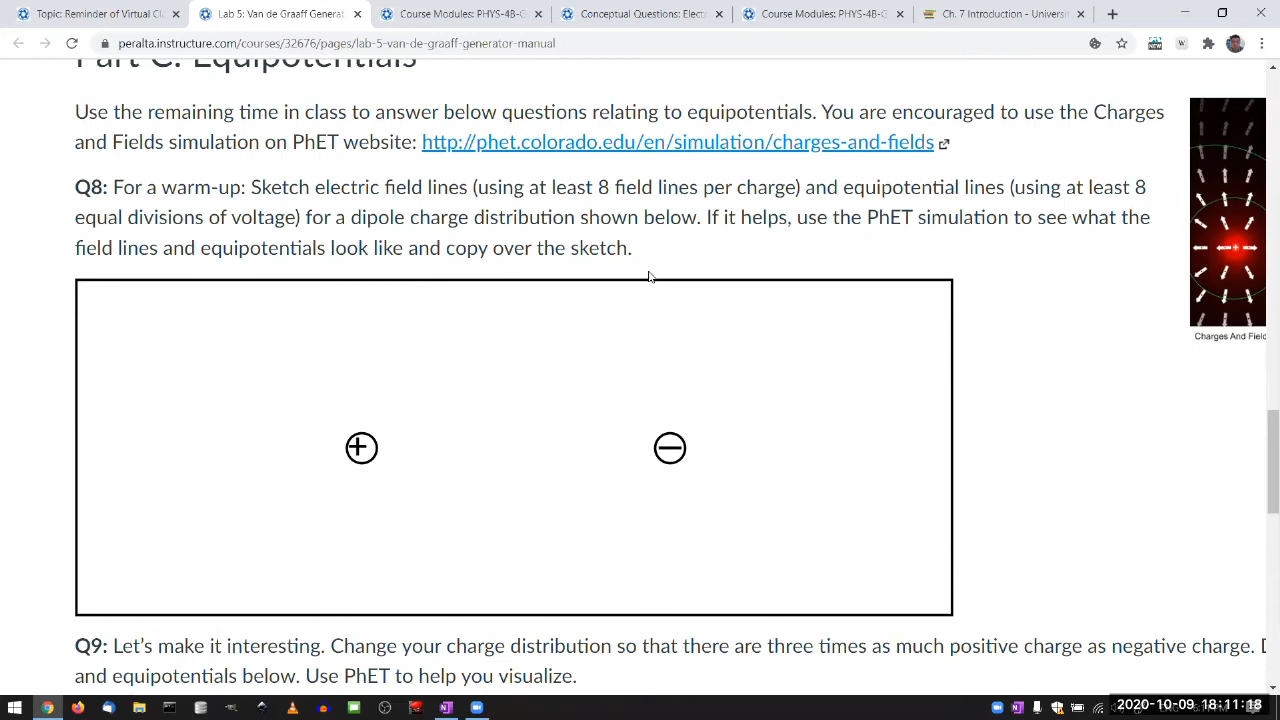 Topic: Reminder of Virtual Cl
Lab 5: Van de Graaff Generat
Course Modules: PHYS-4B-G
Conceptual Questions: Elect
Course Modules: PHYS-4B-G
Ch. 7 Introduction - Universit
peralta.instructure.com/courses/32676/pages/lab-5-van-de-graaf-generator-manual
NEW
W
Part C: Equipotentials
Use the remaining time in class to answer below questions relating to equipotentials. You are encouraged to use the Charges
and Fields simulation on PhET website: http://phet.colorado.edu/en/simulation/charges-and-fields
Q8: For a warm-up: Sketch electric field lines (using at least 8 field lines per charge) and equipotential lines (using at least 8
equal divisions of voltage) for a dipole charge distribution shown below. If it helps, use the PhET simulation to see what the
field lines and equipotentials look like and copy over the sketch.
+
−
Charges And Field
Q9: Let's make it interesting. Change your charge distribution so that there are three times as much positive charge as negative charge.
and equipotentials below. Use PhET to help you visualize.
2020-10-09 18:11:18